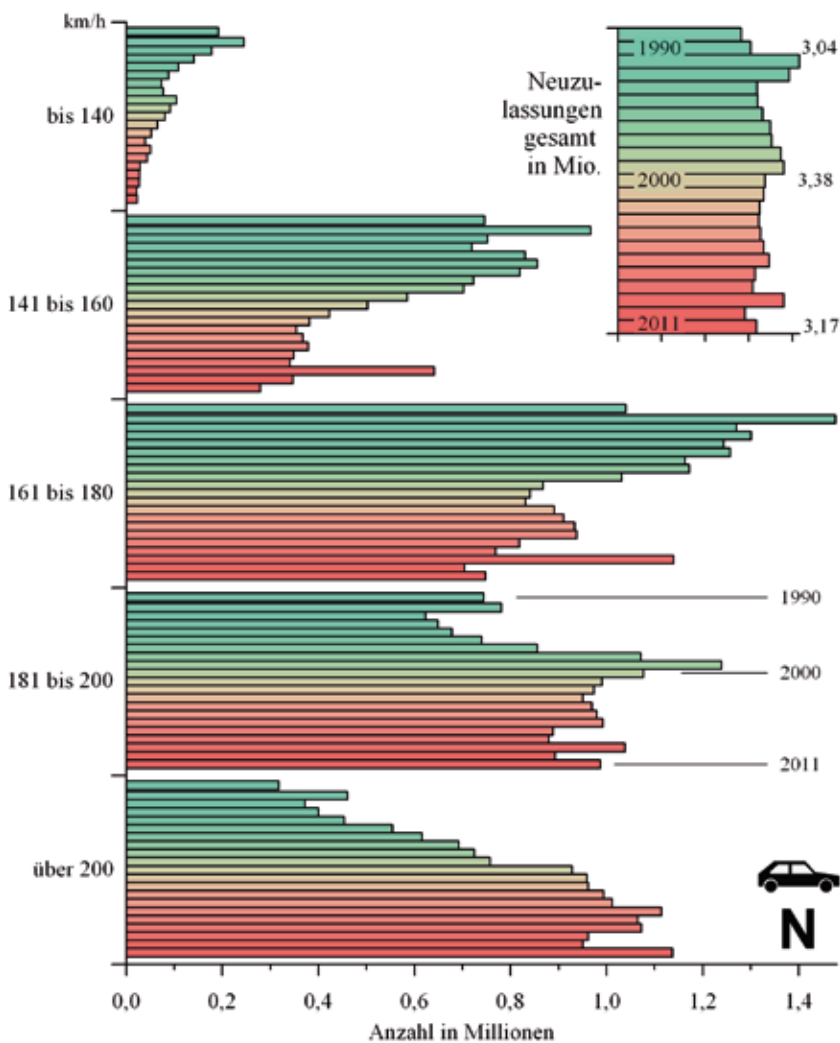 km/h
bis 140
141 bis 160
161 bis 180
181 bis 200
über 200
Neuzu-
lassungen
gesamt
in Mio.
1990
3,04
2000
3,38
2011
3,17
1990
2000
2011
N
0,0 0,2 0,4 0,6 0,8 1,0 1,2 1,4
Anzahl in Millionen